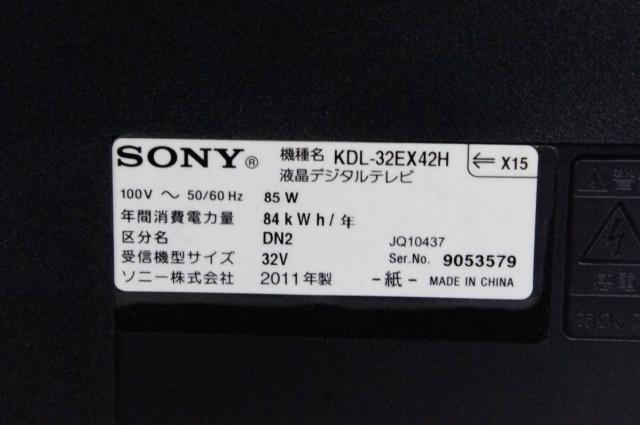 SONY® 機種名 KDL-32EX42H ⇐ X15
液晶デジタルテレビ
100V ～ 50/60 Hz 85 W
年間消費電力量 84 kWh/年
区分名 DN2 JQ10437
受信機型サイズ 32V Ser.No. 9053579
ソニー株式会社 2011年製 -紙- MADE IN CHINA